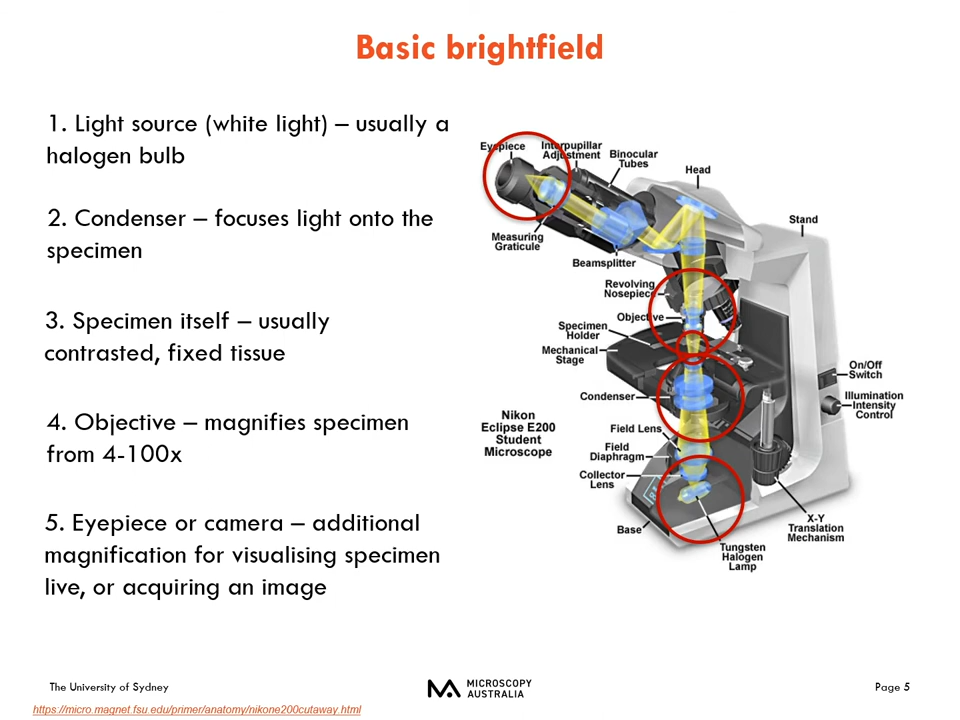 Basic brightfield
1. Light source (white light) – usually a
halogen bulb
2. Condenser – focuses light onto the
specimen
3. Specimen itself – usually
contrasted, fixed tissue
4. Objective – magnifies specimen
from 4-100x
5. Eyepiece or camera – additional
magnification for visualising specimen
live, or acquiring an image
Eyepiece
Interpupillar
Adjustment
Binocular
Tubes
Head
Stand
Measuring
Graticule
Beamsplitter
Revolving
Nosepiece
Objective
Specimen
Holder
Mechanical
Stage
On/Off
Switch
Condenser
Illumination
Intensity
Control
Nikon
Eclipse E200
Student
Microscope
Field Lens
Field
Diaphragm
Collector
Lens
Base
X-Y
Translation
Mechanism
Tungsten
Halogen
Lamp
The University of Sydney
MICROSCOPY
AUSTRALIA
Page 5
https://micro.magnet.fsu.edu/primer/anatomy/nikone200cutaway.html